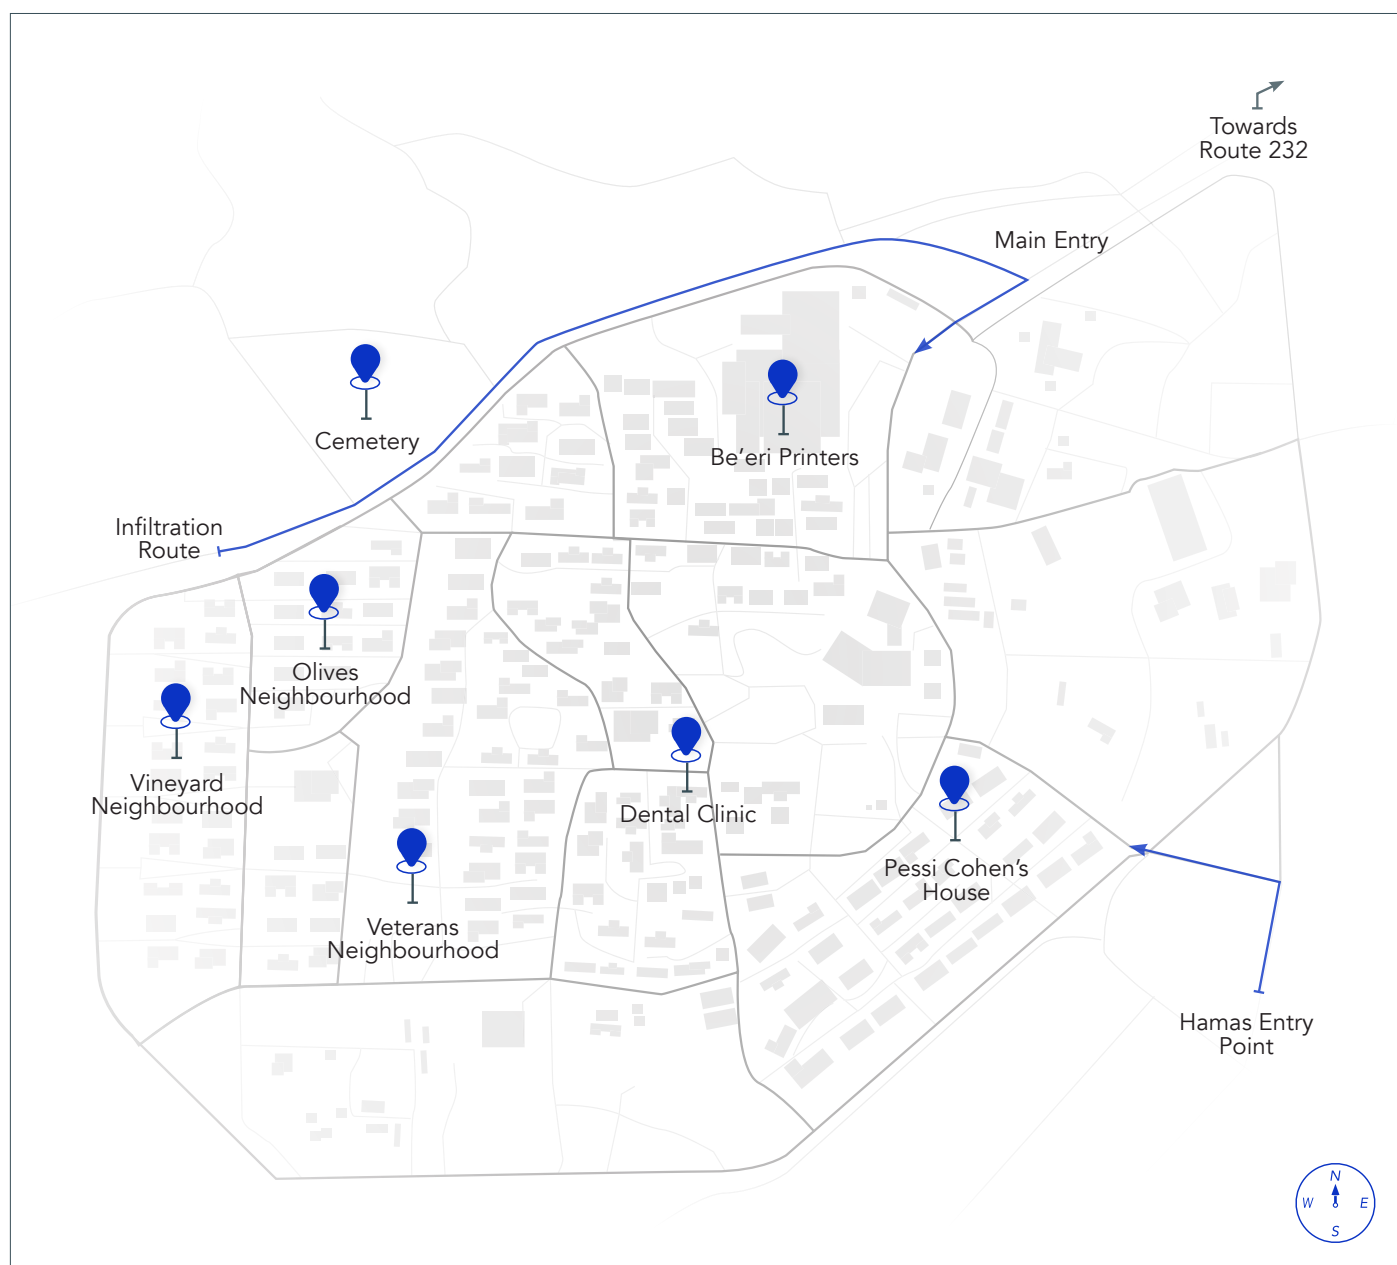 Towards
Route 232
Main Entry
Cemetery
Be’eri Printers
Infiltration
Route
Olives
Neighbourhood
Vineyard
Neighbourhood
Dental Clinic
Pessi Cohen’s
House
Veterans
Neighbourhood
Hamas Entry
Point
N
W E
S